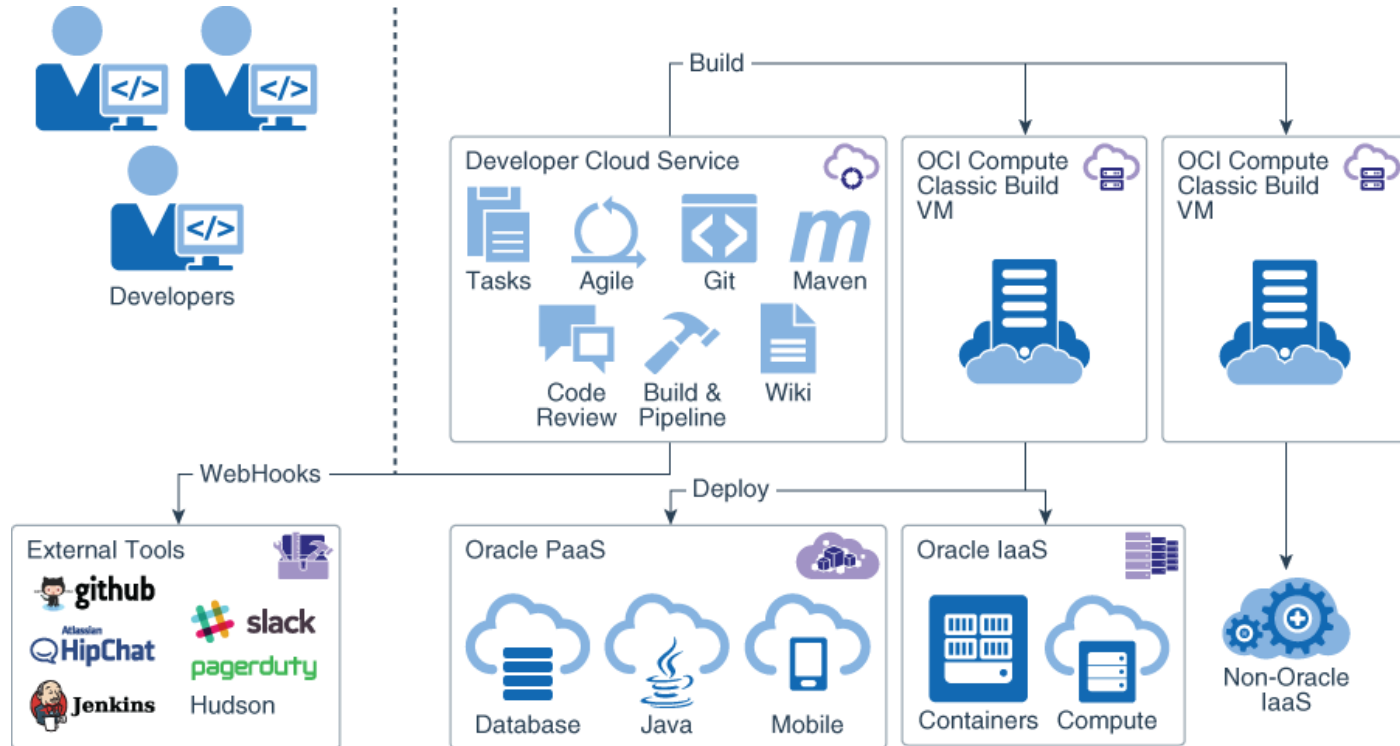 </>
</>
</>
Developers
Build
Developer Cloud Service
Tasks
Agile
Git
m
Maven
Code
Review
Build &
Pipeline
Wiki
OCI Compute
Classic Build
VM
OCI Compute
Classic Build
VM
WebHooks
Deploy
External Tools
github
Atlassian
HipChat
Jenkins
slack
pagerduty
Hudson
Oracle PaaS
Database
Java
Mobile
Oracle IaaS
Containers
Compute
Non-Oracle
IaaS